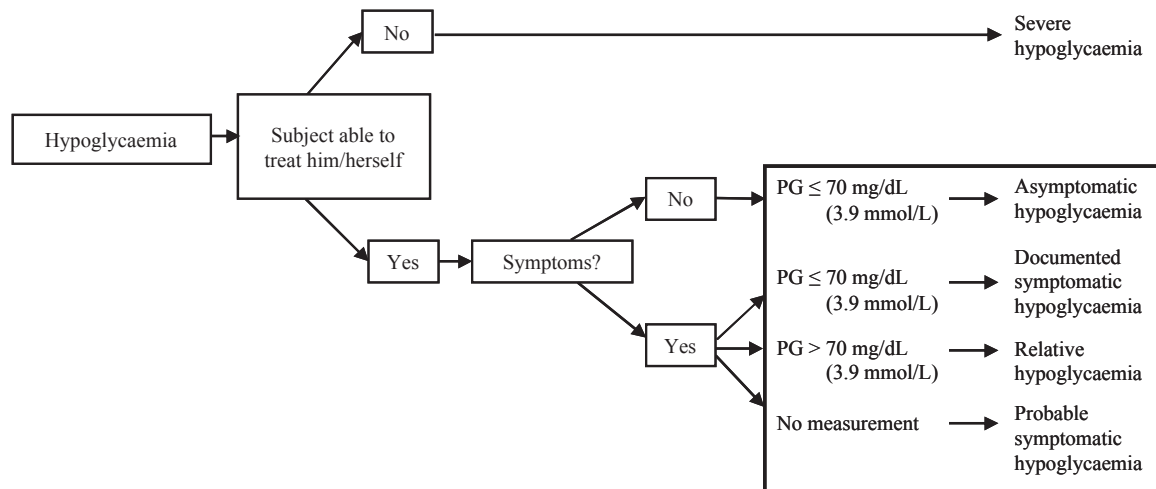 No
Severe
hypoglycaemia
Hypoglycaemia
Subject able to
treat him/herself
No
PG ≤ 70 mg/dL
(3.9 mmol/L)
Asymptomatic
hypoglycaemia
Yes
Symptoms?
PG ≤ 70 mg/dL
(3.9 mmol/L)
Documented
symptomatic
hypoglycaemia
Yes
PG > 70 mg/dL
(3.9 mmol/L)
Relative
hypoglycaemia
No measurement
Probable
symptomatic
hypoglycaemia